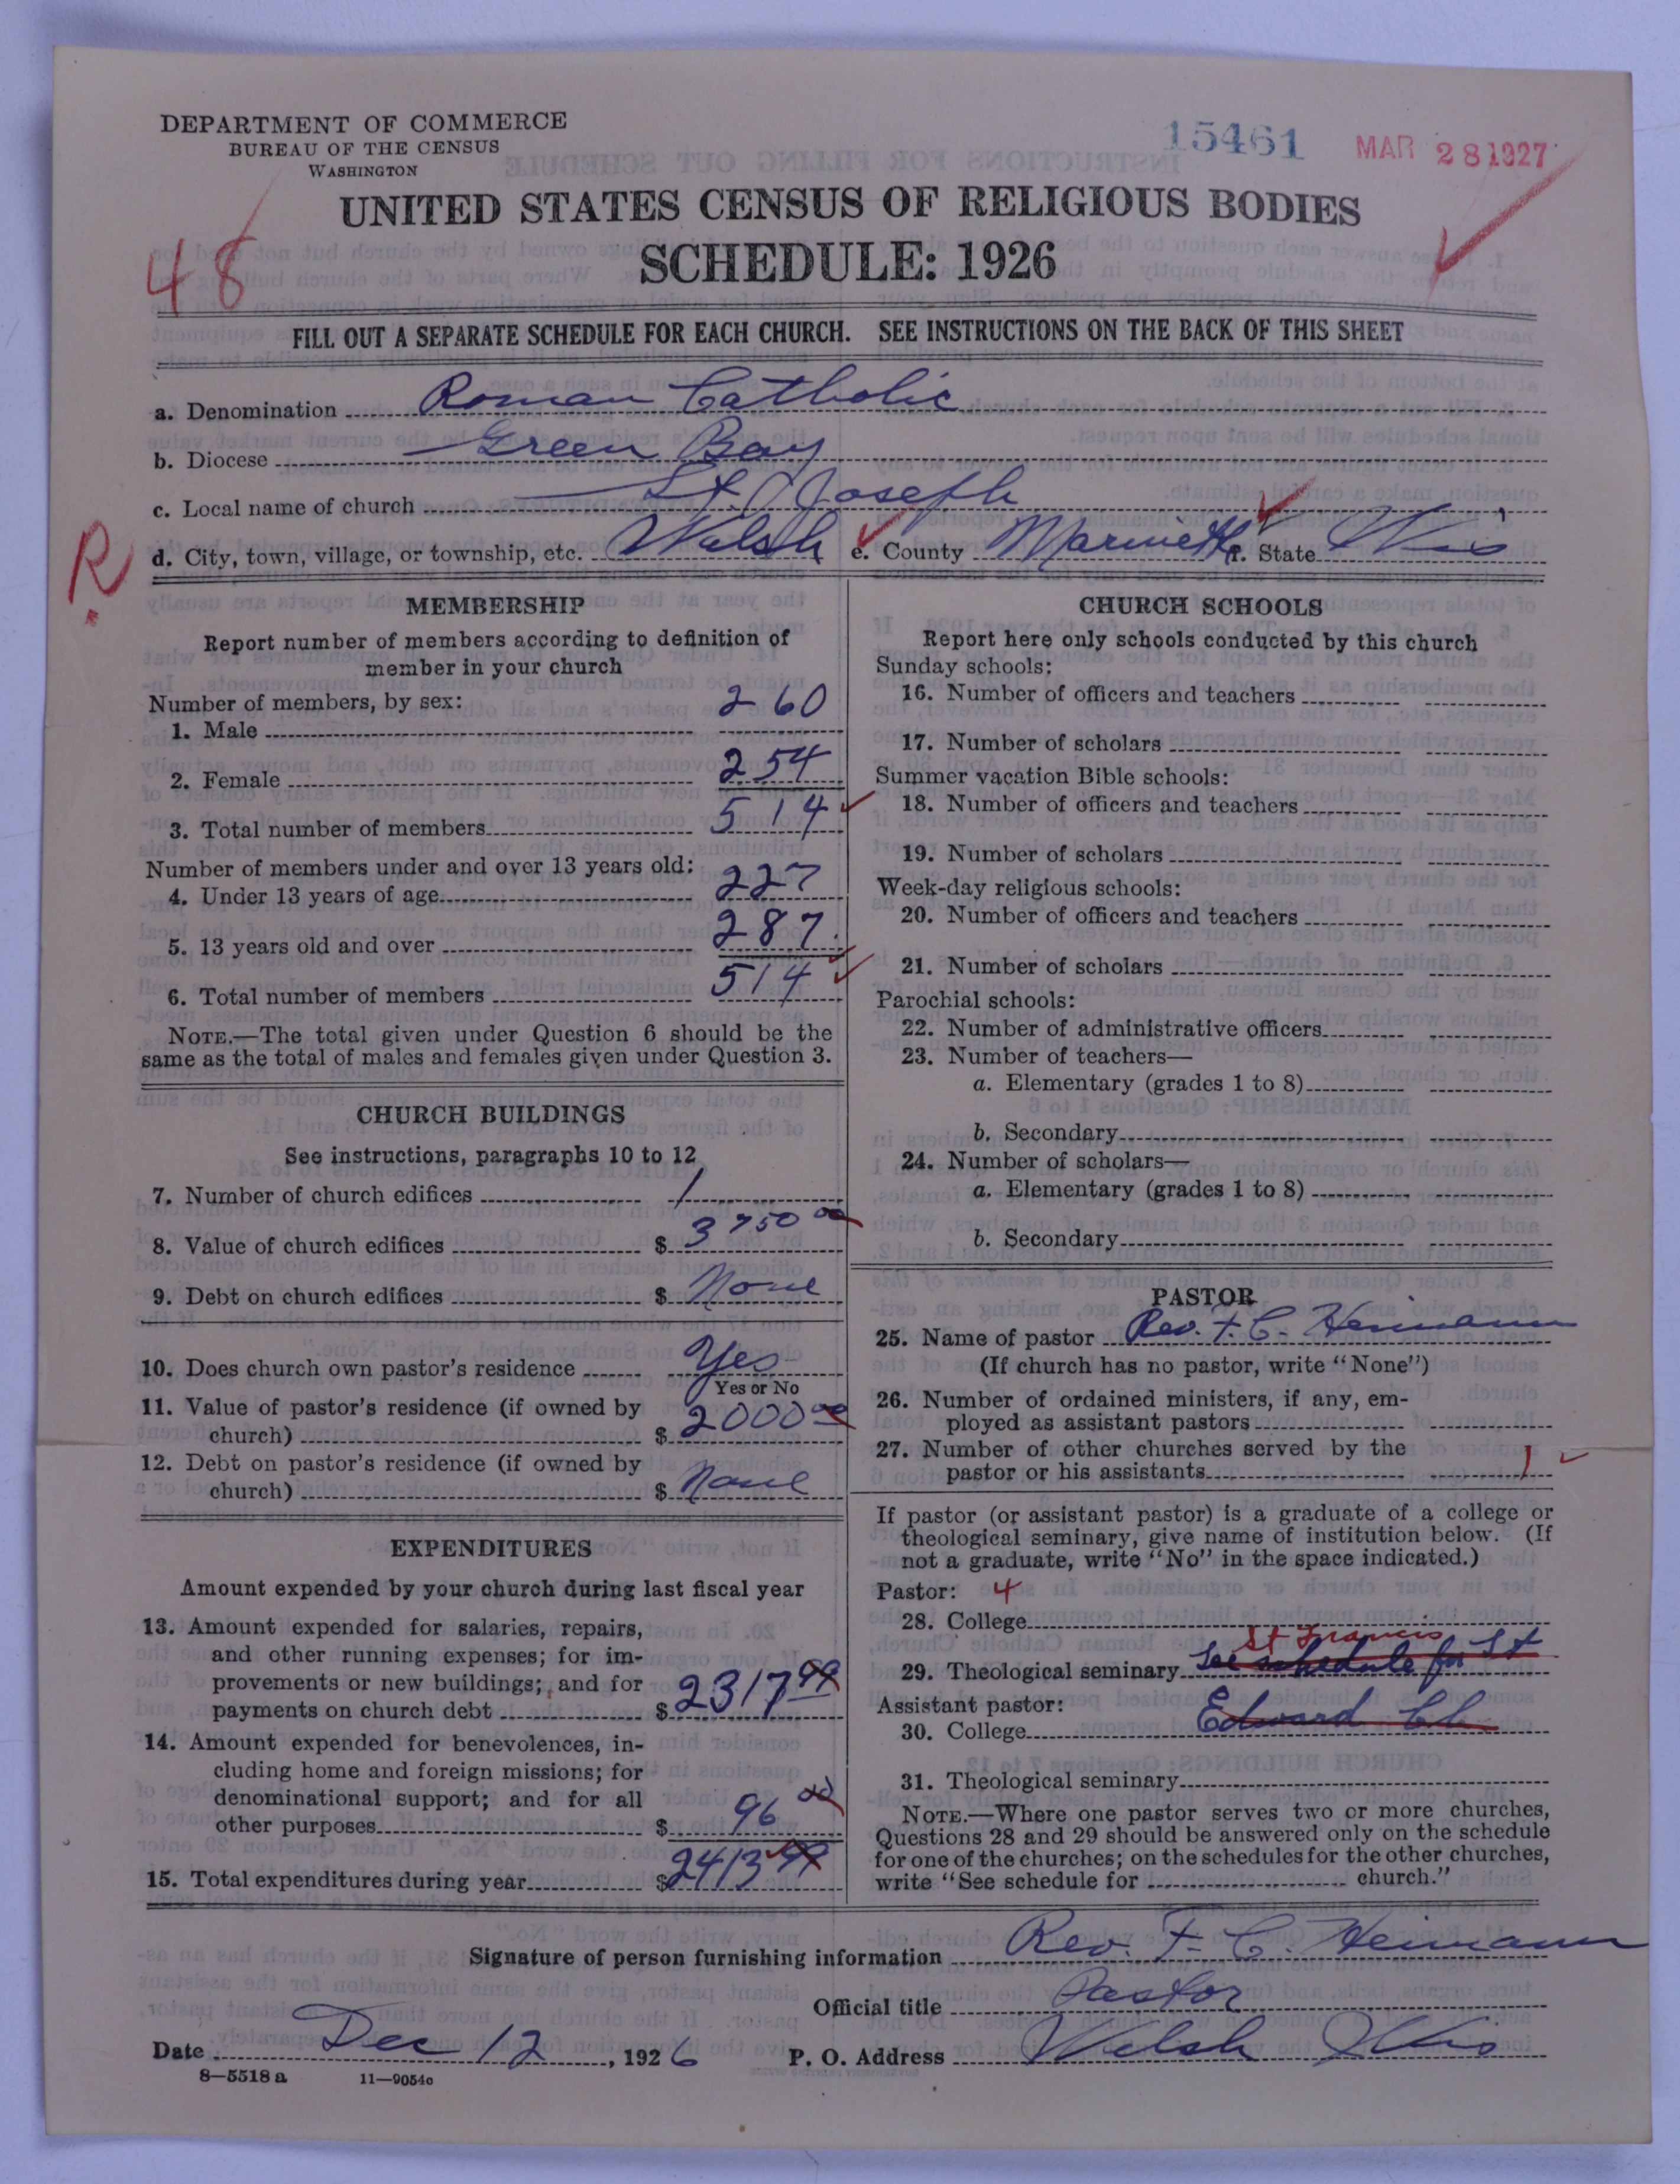 DEPARTMENT OF COMMERCE
BUREAU OF THE CENSUS
WASHINGTON
15461 MAR 28 1927
UNITED STATES CENSUS OF RELIGIOUS BODIES
SCHEDULE: 1926
48
FILL OUT A SEPARATE SCHEDULE FOR EACH CHURCH. SEE INSTRUCTIONS ON THE BACK OF THIS SHEET
a. Denomination Roman Catholic
b. Diocese Green Bay
c. Local name of church St Joseph
R
d. City, town, village, or township, etc. Walsh e. County Marinette f. State Wis
MEMBERSHIP
Report number of members according to definition of
member in your church
Number of members, by sex:
1. Male 260
2. Female 254
3. Total number of members 514
Number of members under and over 13 years old:
4. Under 13 years of age 227
5. 13 years old and over 287
6. Total number of members 514
NOTE.—The total given under Question 6 should be the
same as the total of males and females given under Question 3.
CHURCH BUILDINGS
See instructions, paragraphs 10 to 12
7. Number of church edifices 1
8. Value of church edifices $ 3750 00
9. Debt on church edifices $ None
10. Does church own pastor's residence Yes
Yes or No
11. Value of pastor's residence (if owned by
church) $ 2000 00
12. Debt on pastor's residence (if owned by
church) $ None
EXPENDITURES
Amount expended by your church during last fiscal year
13. Amount expended for salaries, repairs,
and other running expenses; for im-
provements or new buildings; and for
payments on church debt $ 2317 99
14. Amount expended for benevolences, in-
cluding home and foreign missions; for
denominational support; and for all
other purposes $ 96 00
15. Total expenditures during year $ 2413 99
CHURCH SCHOOLS
Report here only schools conducted by this church
Sunday schools:
16. Number of officers and teachers
17. Number of scholars
Summer vacation Bible schools:
18. Number of officers and teachers
19. Number of scholars
Week-day religious schools:
20. Number of officers and teachers
21. Number of scholars
Parochial schools:
22. Number of administrative officers
23. Number of teachers—
a. Elementary (grades 1 to 8)
b. Secondary
24. Number of scholars—
a. Elementary (grades 1 to 8)
b. Secondary
PASTOR
25. Name of pastor Rev. F. C. Heimann
(If church has no pastor, write "None")
26. Number of ordained ministers, if any, em-
ployed as assistant pastors
27. Number of other churches served by the
pastor or his assistants 1
If pastor (or assistant pastor) is a graduate of a college or
theological seminary, give name of institution below. (If
not a graduate, write "No" in the space indicated.)
Pastor: 4
28. College
St Francis
29. Theological seminary See schedule for St
Assistant pastor:
30. College Edward Ch
31. Theological seminary
NOTE.—Where one pastor serves two or more churches,
Questions 28 and 29 should be answered only on the schedule
for one of the churches; on the schedules for the other churches,
write "See schedule for church."
Signature of person furnishing information Rev. F. C. Heimann
Official title Pastor
Date Dec 12, 1926 P. O. Address Walsh Wis
8—5518 a 11—9054c